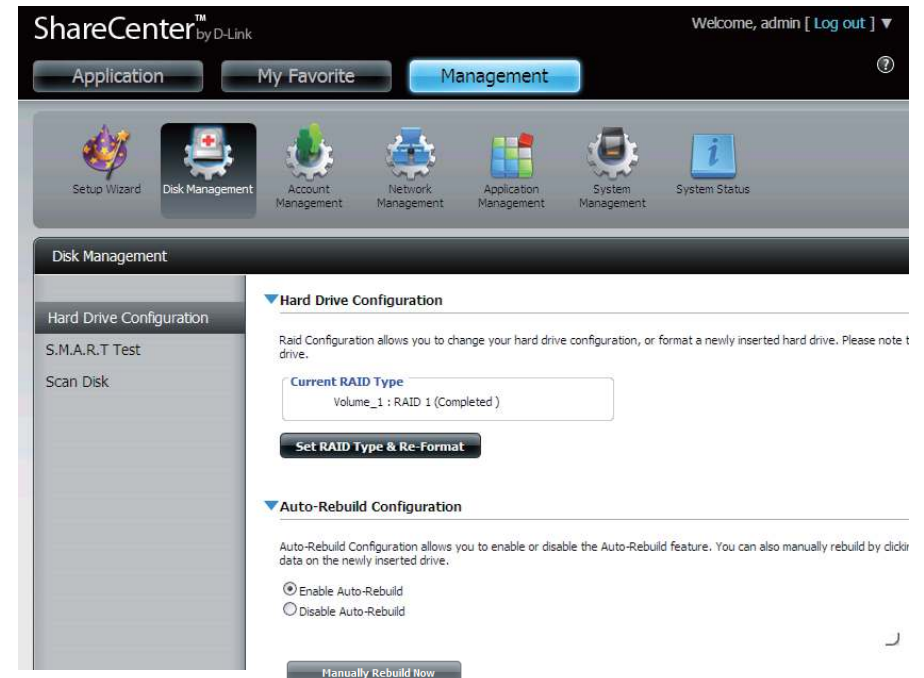 ShareCenter™ by D-Link
Welcome, admin [ Log out ] ▼
Application
My Favorite
Management
?
Setup Wizard
Disk Management
Account Management
Network Management
Application Management
System Management
System Status
Disk Management
Hard Drive Configuration
S.M.A.R.T Test
Scan Disk
Hard Drive Configuration
Raid Configuration allows you to change your hard drive configuration, or format a newly inserted hard drive. Please note
drive.
Current RAID Type
Volume_1 : RAID 1 (Completed )
Set RAID Type & Re-Format
Auto-Rebuild Configuration
Auto-Rebuild Configuration allows you to enable or disable the Auto-Rebuild feature. You can also manually rebuild by
data on the newly inserted drive.
Enable Auto-Rebuild
Disable Auto-Rebuild
Manually Rebuild Now